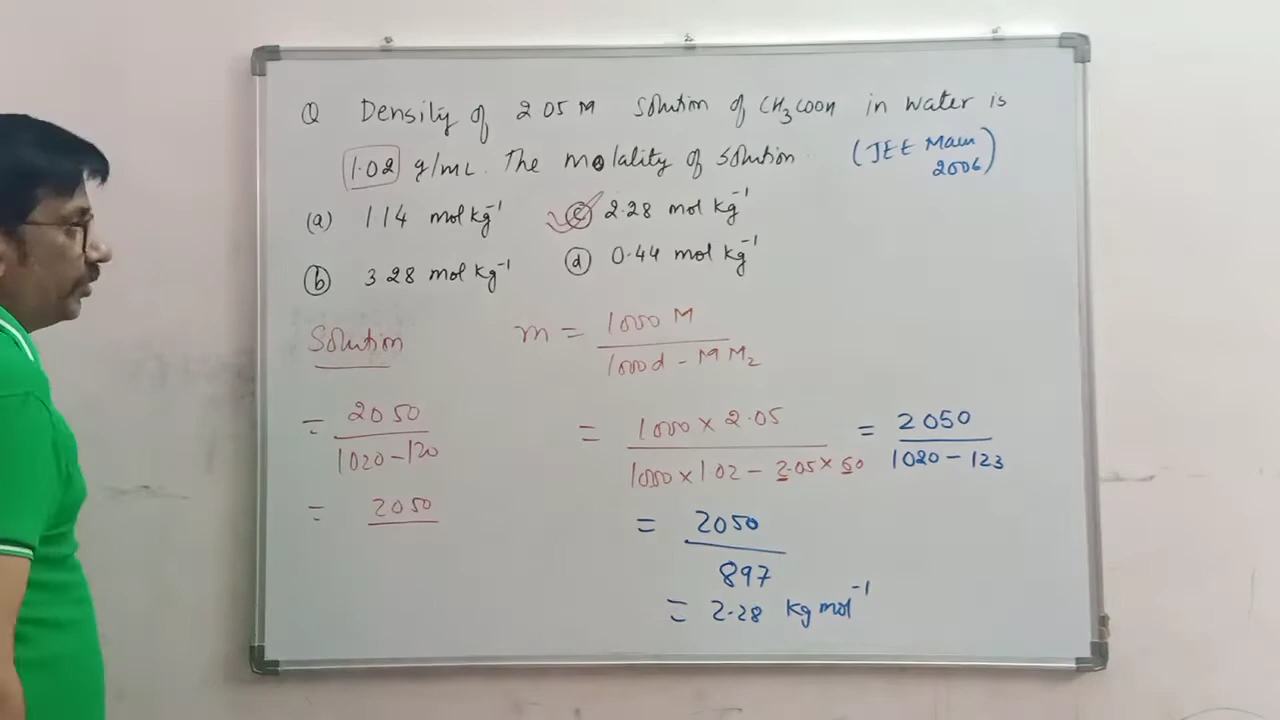 Q Density of 2 05 M solution of CH₃COOH in water is
1.02 g/mL. The molality of solution (JEE Main 2006)
(a) 1 14 mol kg⁻¹ (c) 2.28 mol kg⁻¹
(b) 3 28 mol kg⁻¹ (d) 0.44 mol kg⁻¹
Solution m = 1000 M / 1000d - M M₂
= 2050 / 1020 - 120
= 1000 × 2.05 / 1000 × 1 02 - 2.05 × 60 = 2050 / 1020 - 123
= 2050
= 2050 / 897
= 2.28 kg mol⁻¹